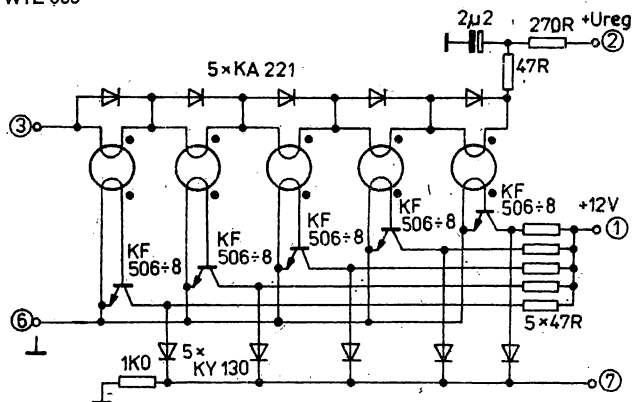 2µ2
270R
+Ureg
②
47R
5×KA 221
③
KF
506÷8
+12V
①
KF
506÷8
KF
506÷8
KF
506÷8
KF
506÷8
5×47R
⑥
1K0
5×
KY 130
⑦